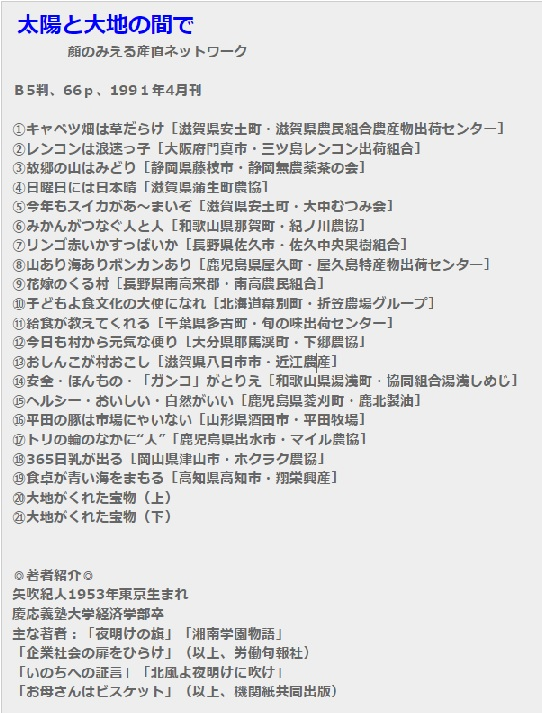 太陽と大地の間で
顔のみえる産直ネットワーク
Ｂ5判、66ｐ、1991年4月刊
①キャベツ畑は草だらけ［滋賀県安土町・滋賀県農民組合農産物出荷センター］
②レンコンは浪速っ子［大阪府門真市・三ツ島レンコン出荷組合］
③故郷の山はみどり［静岡県藤枝市・静岡無農薬茶の会］
④日曜日には日本晴「滋賀県蒲生町農協］
⑤今年もスイカがあ～まいぞ［滋賀県安土町・大中むつみ会］
⑥みかんがつなぐ人と人［和歌山県那賀町・紀ノ川農協］
⑦リンゴ赤いかすっぱいか［長野県佐久市・佐久中央果樹組合］
⑧山あり海ありポンカンあり［鹿児島県屋久町・屋久島特産物出荷センター］
⑨花嫁のくる村［長野県南高来郡・南高農民組合］
⑩子どもよ食文化の大使になれ［北海道幕別町・折笠農場グループ］
⑪給食が教えてくれる［千葉県多古町・旬の味出荷センター］
⑫今日も村から元気な便り［大分県耶馬渓町・下郷農協」
⑬おしんこが村おこし［滋賀県八日市市・近江農産］
⑭安全・ほんもの・「ガンコ」がとりえ［和歌山県湯浅町・協同組合湯浅しめじ］
⑮ヘルシー・おいしい・自然がいい［鹿児島県菱刈町・鹿北製油］
⑯平田の豚は市場にゃいない［山形県酒田市・平田牧場］
⑰トリの輪のなかに“人”「鹿児島県出水市・マイル農協］
⑱365日乳が出る［岡山県津山市・ホクラク農協」
⑲食卓が青い海をまもる［高知県高知市・翔栄興産］
⑳大地がくれた宝物（上）
㉑大地がくれた宝物（下）
◎著者紹介◎
矢吹紀人1953年東京生まれ
慶応義塾大学経済学部卒
主な著者：「夜明けの旗」「湘南学園物語」
「企業社会の扉をひらけ」（以上、労働旬報社）
「いのちへの証言」「北風よ夜明けに吹け」
「お母さんはビスケット」（以上、機関紙共同出版）